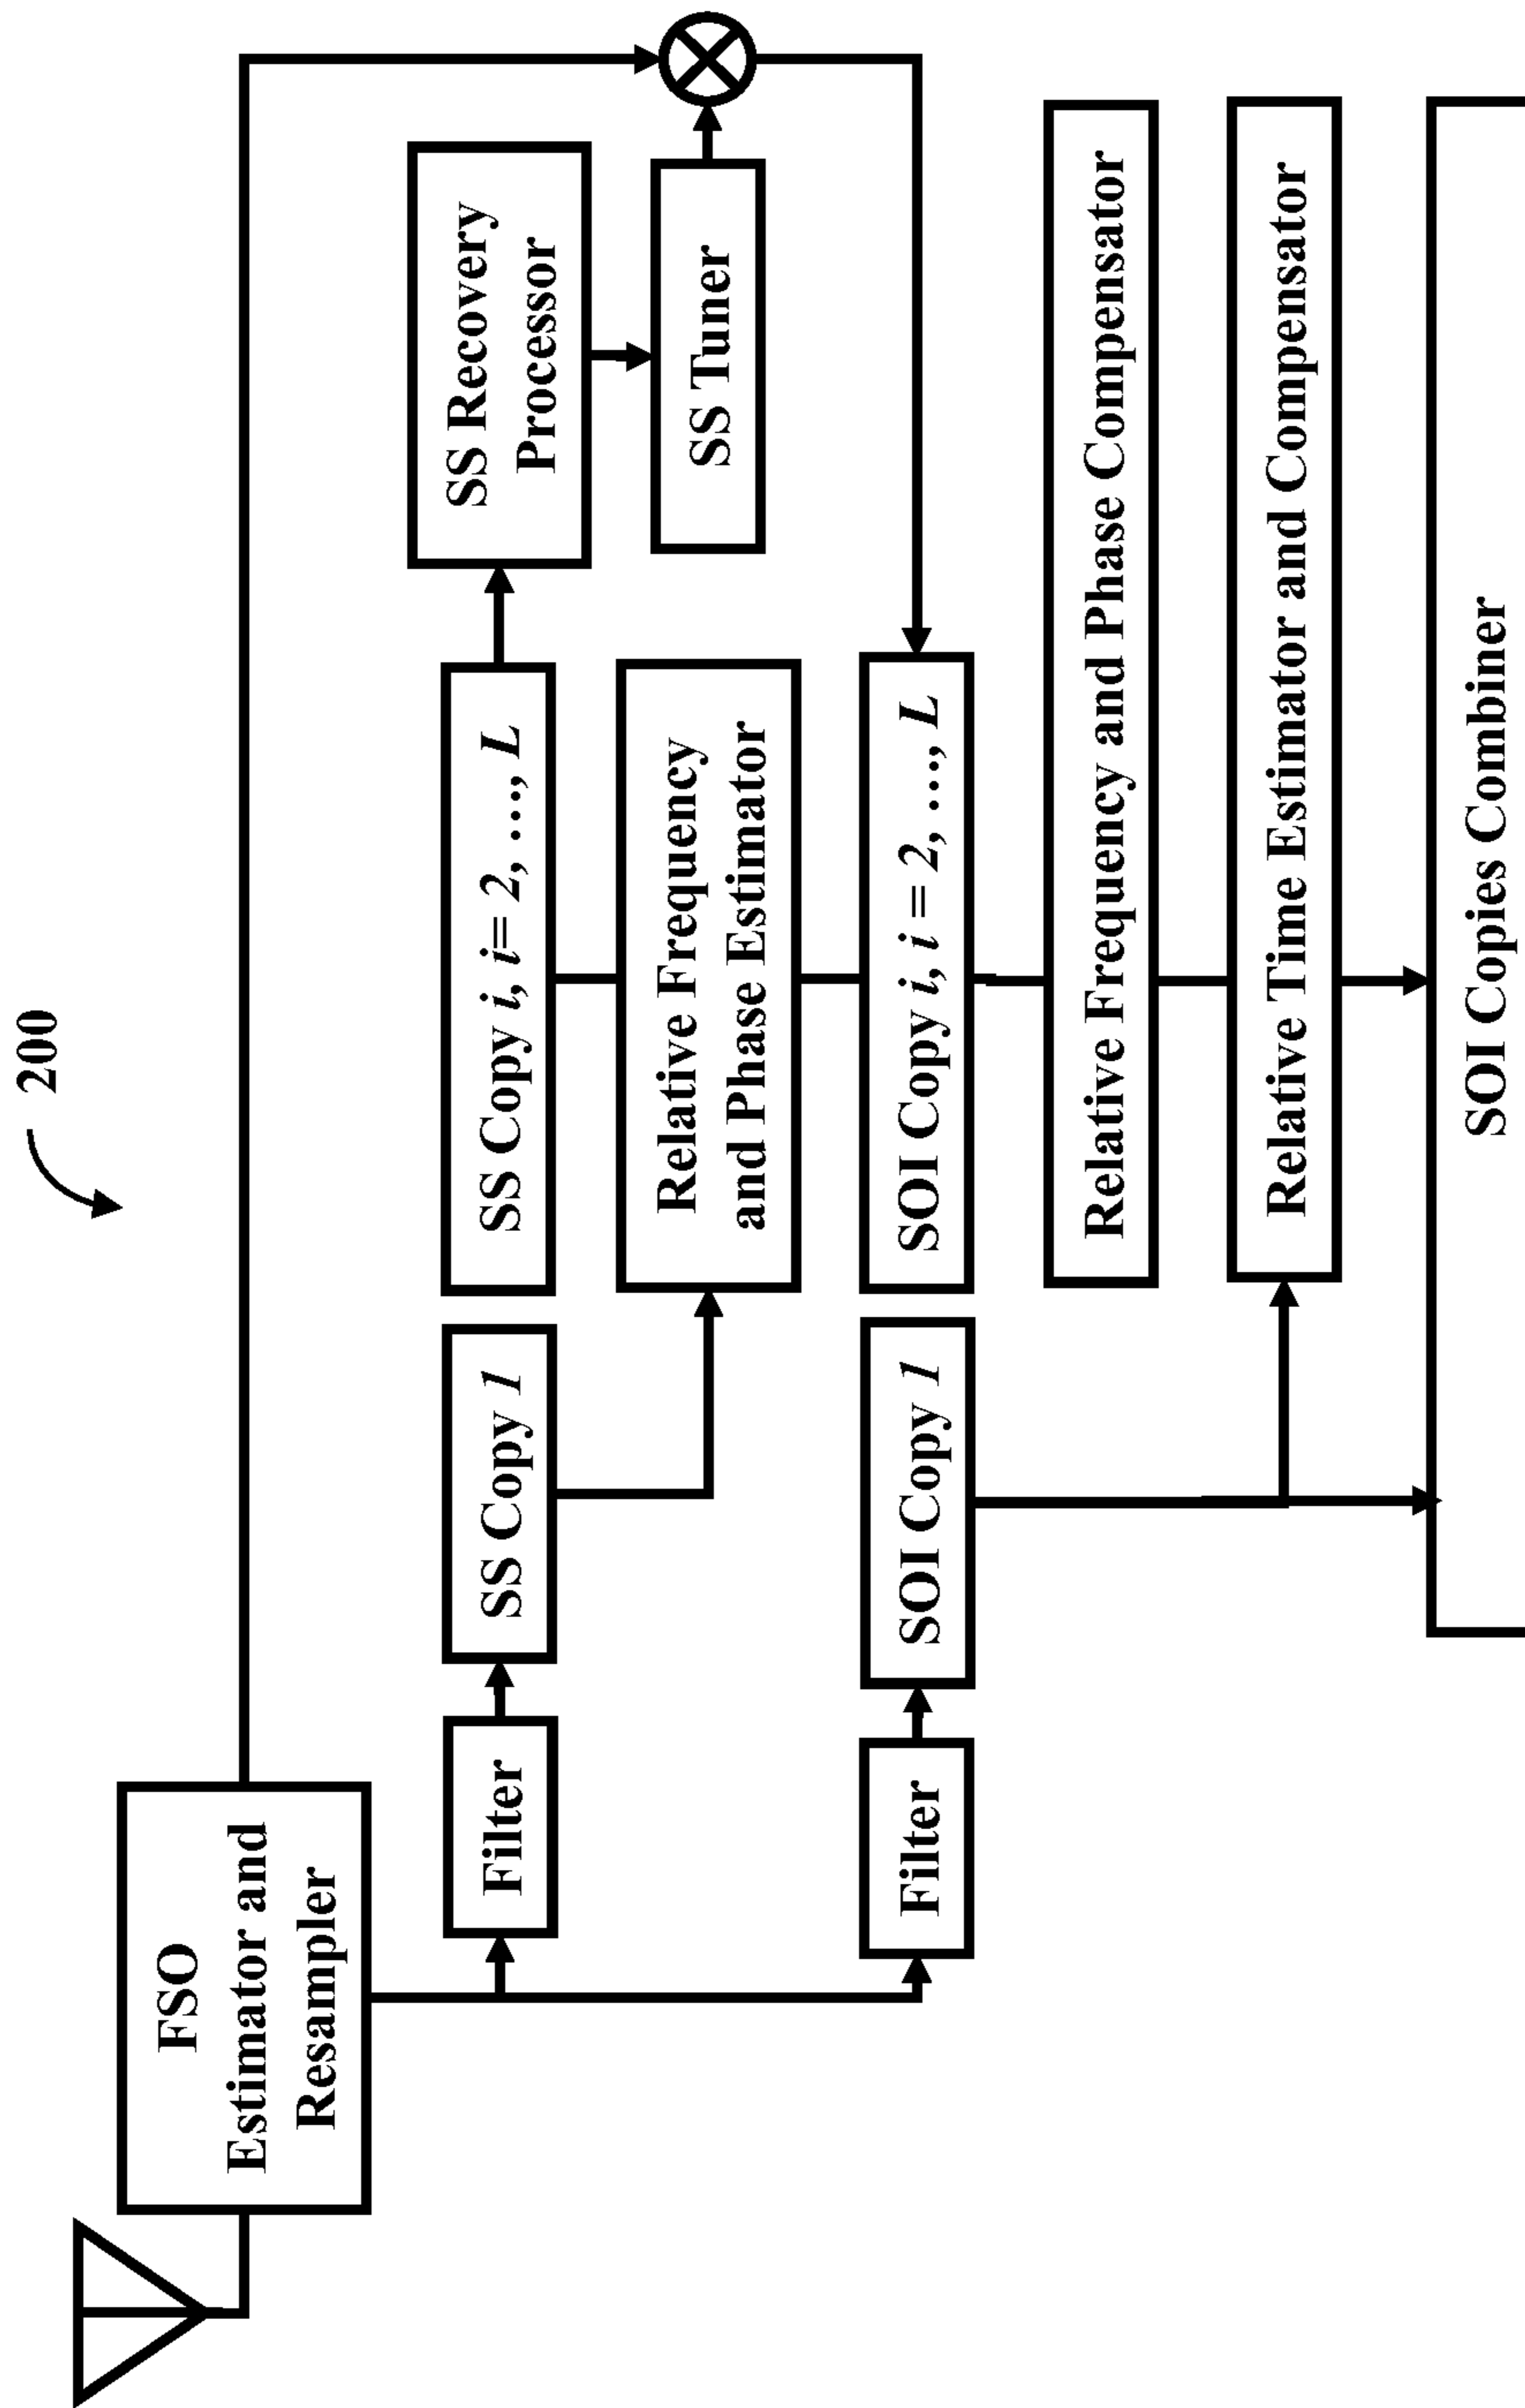 200
FSO
Estimator and
Resampler
Filter
SS Copy 1
SS Copy i, i= 2, ..., L
SS Recovery
Processor
Relative Frequency
and Phase Estimator
SS Tuner
Filter
SOI Copy 1
SOI Copy i, i = 2, ..., L
Relative Frequency and Phase Compensator
Relative Time Estimator and Compensator
SOI Copies Combiner